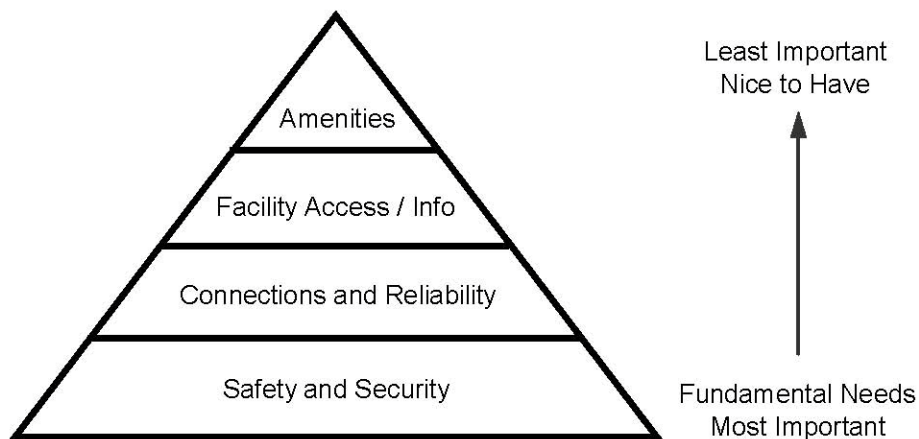 Least Important
Nice to Have
Amenities
Facility Access / Info
Connections and Reliability
Safety and Security
Fundamental Needs
Most Important